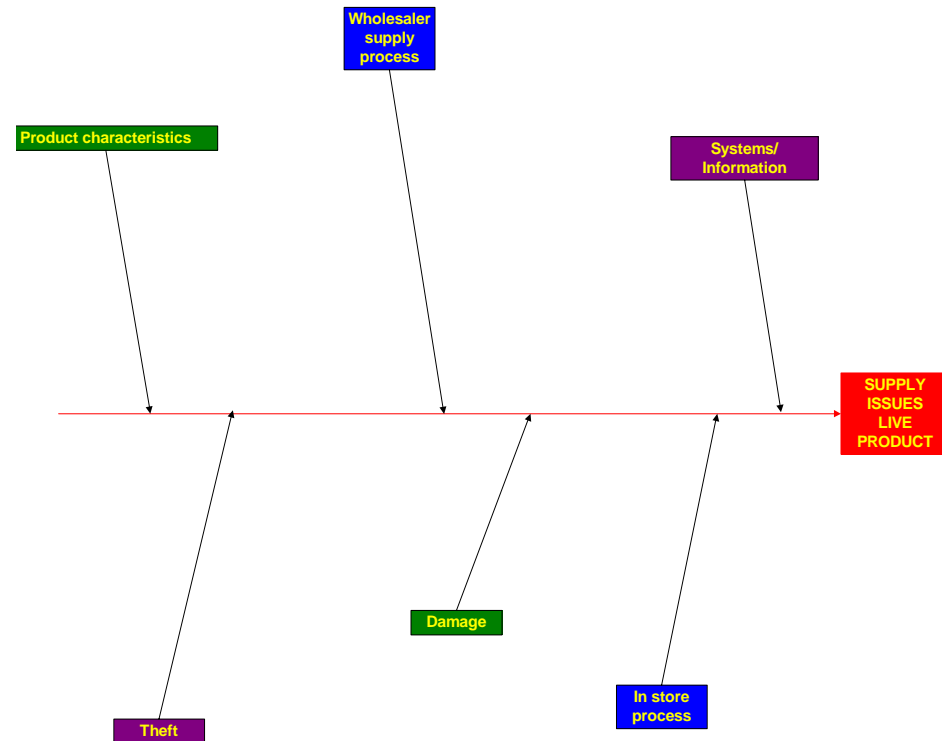 Wholesaler
supply
process
Product characteristics
Systems/
Information
SUPPLY
ISSUES
LIVE
PRODUCT
Damage
In store
process
Theft